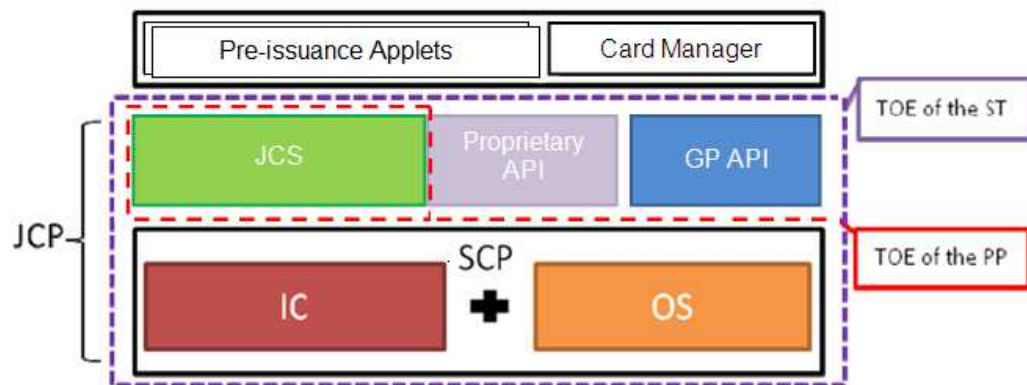 Pre-issuance Applets
Card Manager
TOE of the ST
JCS
Proprietary
API
GP API
JCP
SCP
TOE of the PP
IC
OS